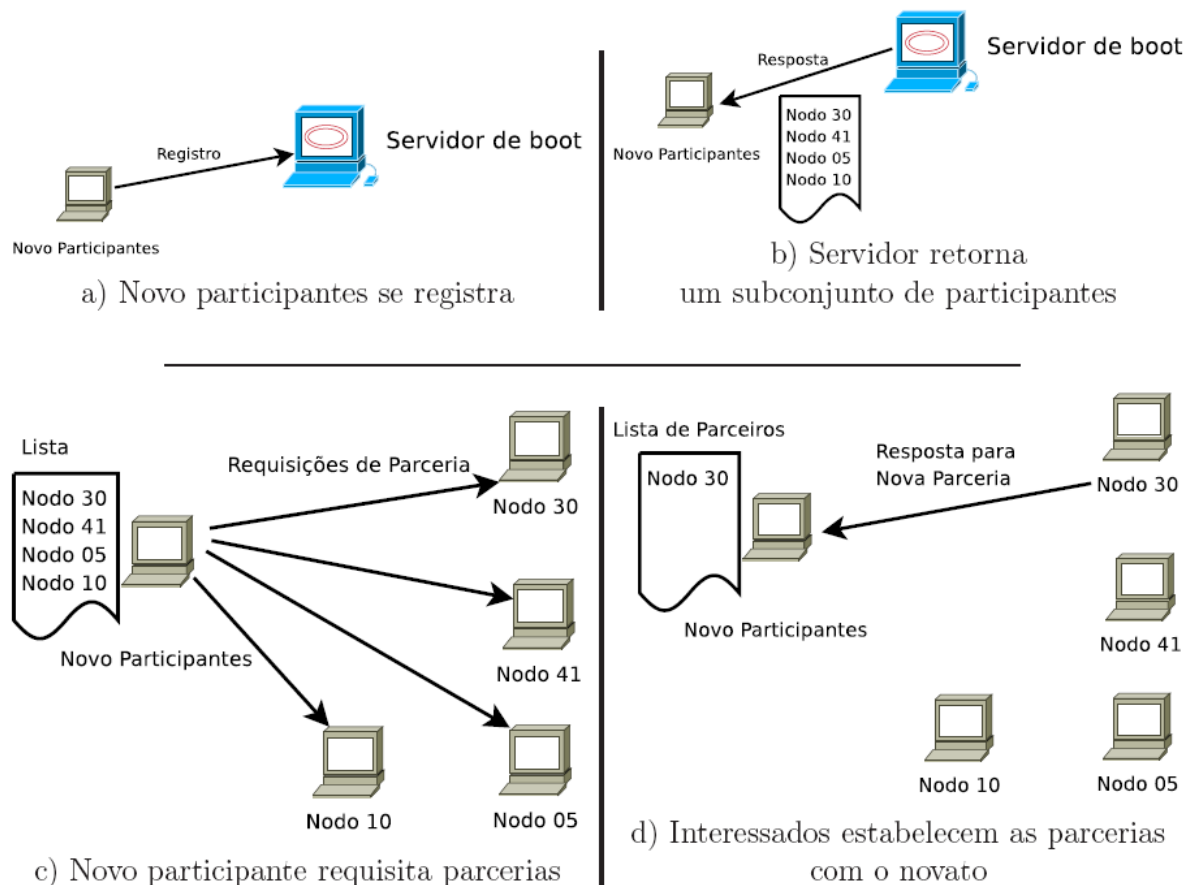 Registro
Servidor de boot
Novo Participantes
a) Novo participantes se registra
Resposta
Servidor de boot
Novo Participantes
Nodo 30
Nodo 41
Nodo 05
Nodo 10
b) Servidor retorna
um subconjunto de participantes
Lista
Nodo 30
Nodo 41
Nodo 05
Nodo 10
Novo Participantes
Requisições de Parceria
Nodo 30
Nodo 41
Nodo 10
Nodo 05
c) Novo participante requisita parcerias
Lista de Parceiros
Nodo 30
Novo Participantes
Resposta para
Nova Parceria
Nodo 30
Nodo 41
Nodo 10
Nodo 05
d) Interessados estabelecem as parcerias
com o novato